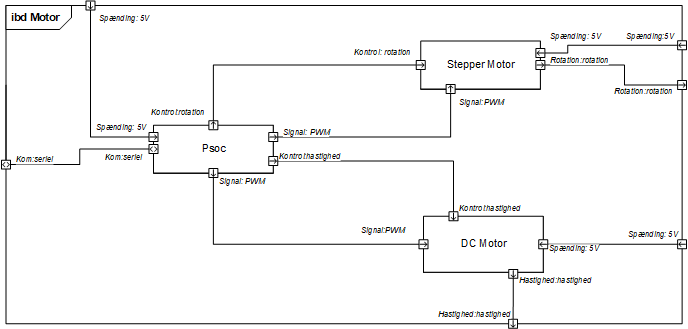 ibd Motor
Spænding: 5V
Spænding: 5V
Spænding:5V
Kontrol: rotation
Stepper Motor
Rotation:rotation
Rotation:rotation
Signal:PWM
Kontrol:rotation
Spænding: 5V
Signal: PWM
Psoc
Kom:seriel
Kom:seriel
Kontrol:hastighed
Signal: PWM
Kontrol:hastighed
Signal:PWM
Spænding: 5V
DC Motor
Spænding: 5V
Hastighed:hastighed
Hastighed:hastighed